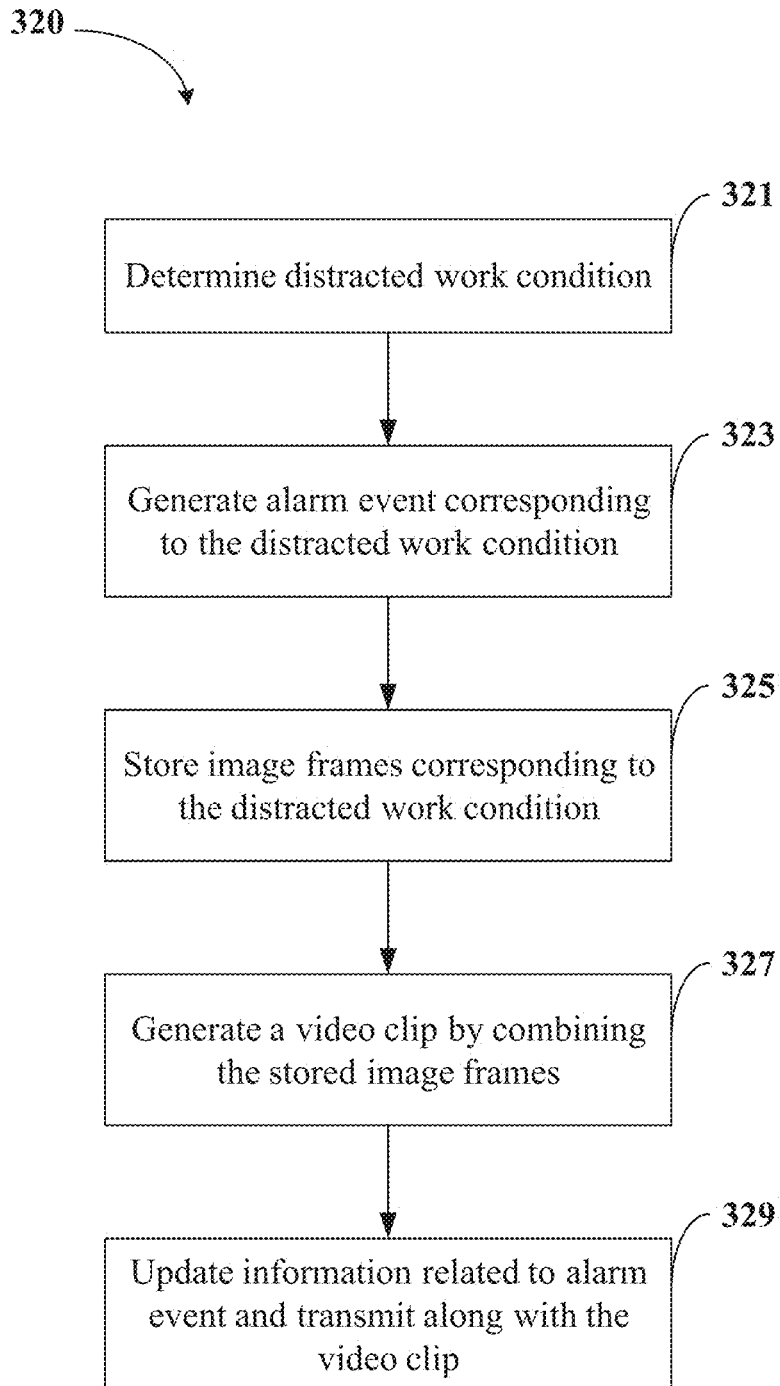 320
321
Determine distracted work condition
323
Generate alarm event corresponding
to the distracted work condition
325
Store image frames corresponding to
the distracted work condition
327
Generate a video clip by combining
the stored image frames
329
Update information related to alarm
event and transmit along with the
video clip